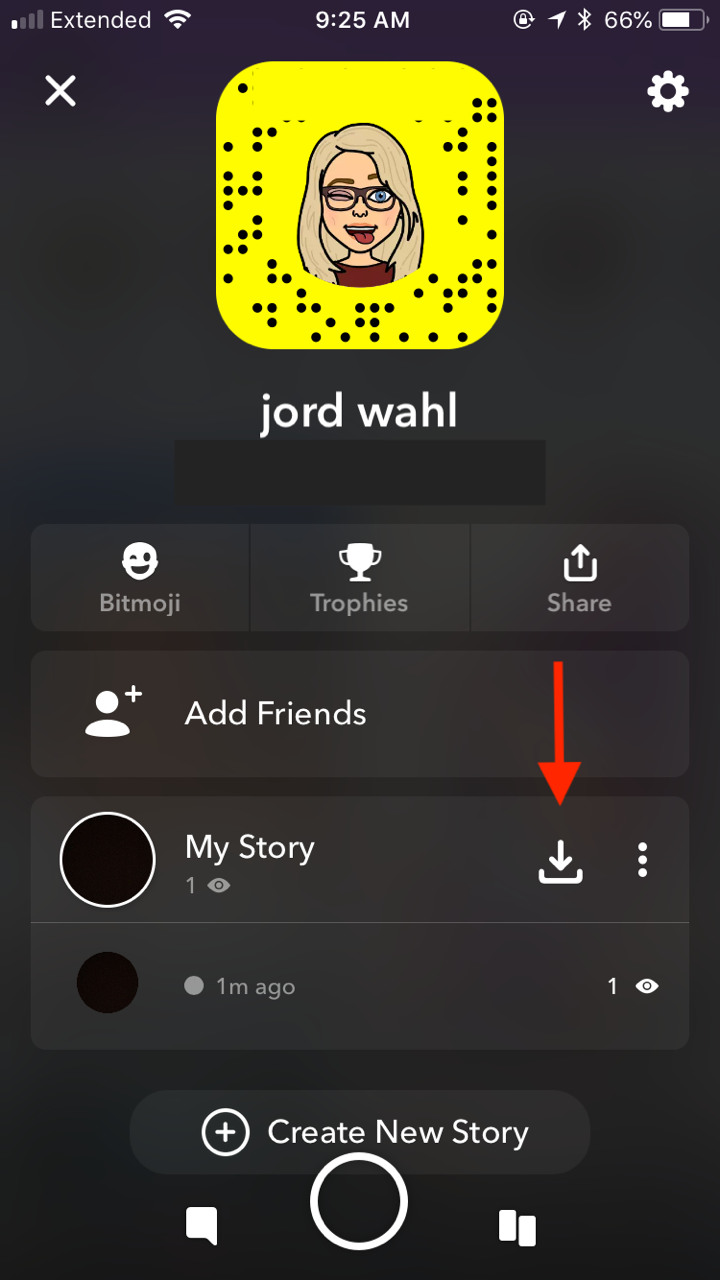 Extended 9:25 AM 66%
jord wahl
Bitmoji Trophies Share
Add Friends
My Story
1
1m ago 1
Create New Story